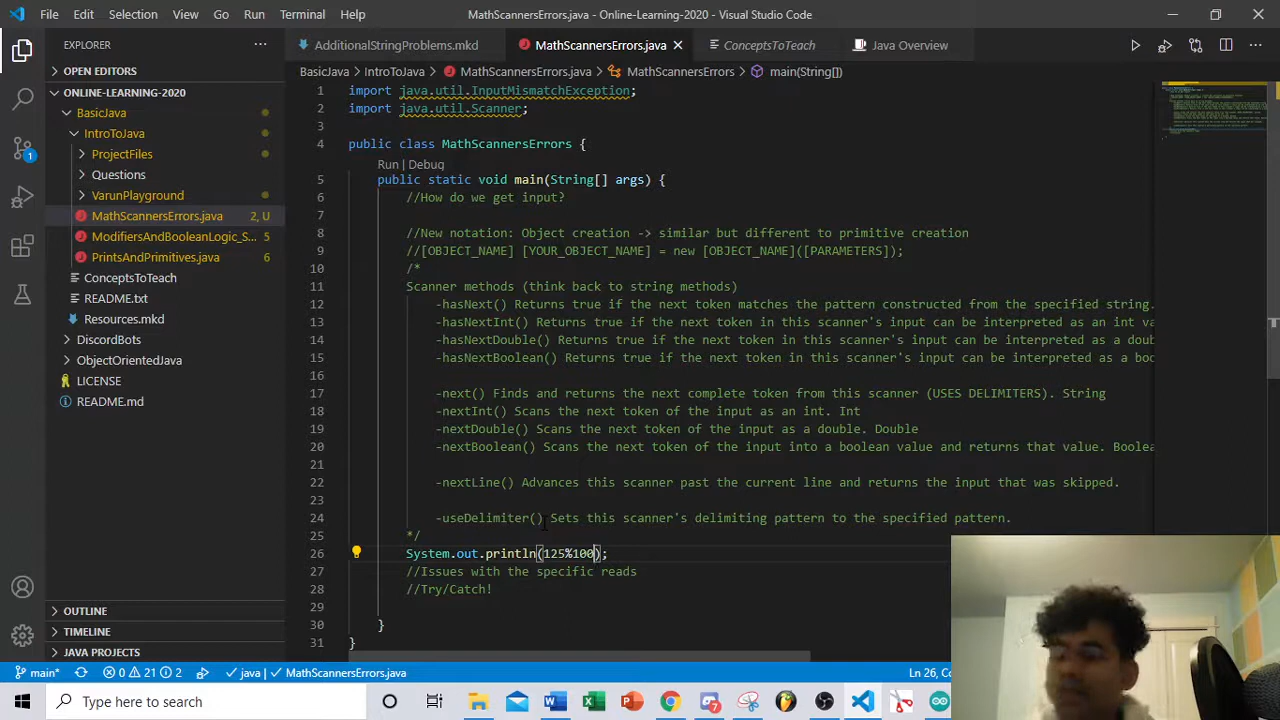 File Edit Selection View Go Run Terminal Help
MathScannersErrors.java - Online-Learning-2020 - Visual Studio Code
EXPLORER
OPEN EDITORS
ONLINE-LEARNING-2020
BasicJava
IntroToJava
ProjectFiles
Questions
VarunPlayground
MathScannersErrors.java 2, U
ModifiersAndBooleanLogic_S... 5
PrintsAndPrimitives.java 6
ConceptsToTeach
README.txt
Resources.mkd
DiscordBots
ObjectOrientedJava
LICENSE
README.md
OUTLINE
TIMELINE
JAVA PROJECTS
1
AdditionalStringProblems.mkd MathScannersErrors.java ConceptsToTeach Java Overview
BasicJava IntroToJava MathScannersErrors.java MathScannersErrors main(String[])
1 import java.util.InputMismatchException;
2 import java.util.Scanner;
3
4 public class MathScannersErrors {
Run | Debug
5 public static void main(String[] args) {
6 //How do we get input?
7
8 //New notation: Object creation -> similar but different to primitive creation
9 //[OBJECT_NAME] [YOUR_OBJECT_NAME] = new [OBJECT_NAME]([PARAMETERS]);
10 /*
11 Scanner methods (think back to string methods)
12 -hasNext() Returns true if the next token matches the pattern constructed from the specified string.
13 -hasNextInt() Returns true if the next token in this scanner's input can be interpreted as an int va
14 -hasNextDouble() Returns true if the next token in this scanner's input can be interpreted as a doub
15 -hasNextBoolean() Returns true if the next token in this scanner's input can be interpreted as a boo
16
17 -next() Finds and returns the next complete token from this scanner (USES DELIMITERS). String
18 -nextInt() Scans the next token of the input as an int. Int
19 -nextDouble() Scans the next token of the input as a double. Double
20 -nextBoolean() Scans the next token of the input into a boolean value and returns that value. Boolea
21
22 -nextLine() Advances this scanner past the current line and returns the input that was skipped.
23
24 -useDelimiter() Sets this scanner's delimiting pattern to the specified pattern.
25 */
26 System.out.println(125%100);
27 //Issues with the specific reads
28 //Try/Catch!
29
30 }
31 }
main* 0 21 2 java MathScannersErrors.java Ln 26,
Type here to search
7